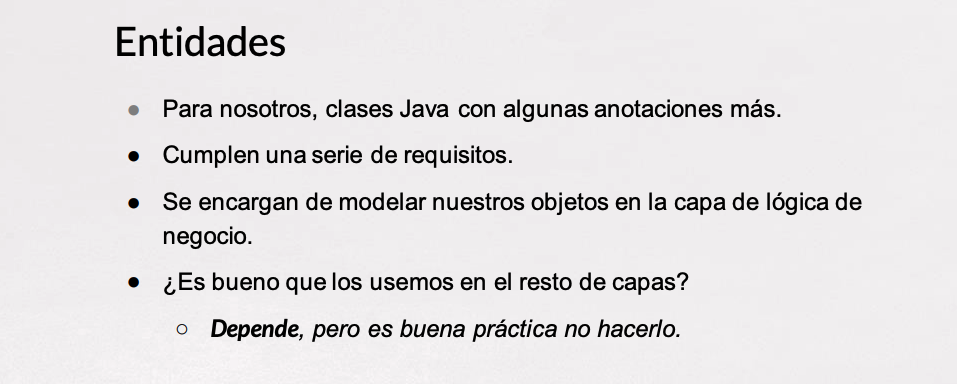 Entidades
● Para nosotros, clases Java con algunas anotaciones más.
● Cumplen una serie de requisitos.
● Se encargan de modelar nuestros objetos en la capa de lógica de
negocio.
● ¿Es bueno que los usemos en el resto de capas?
○ Depende, pero es buena práctica no hacerlo.